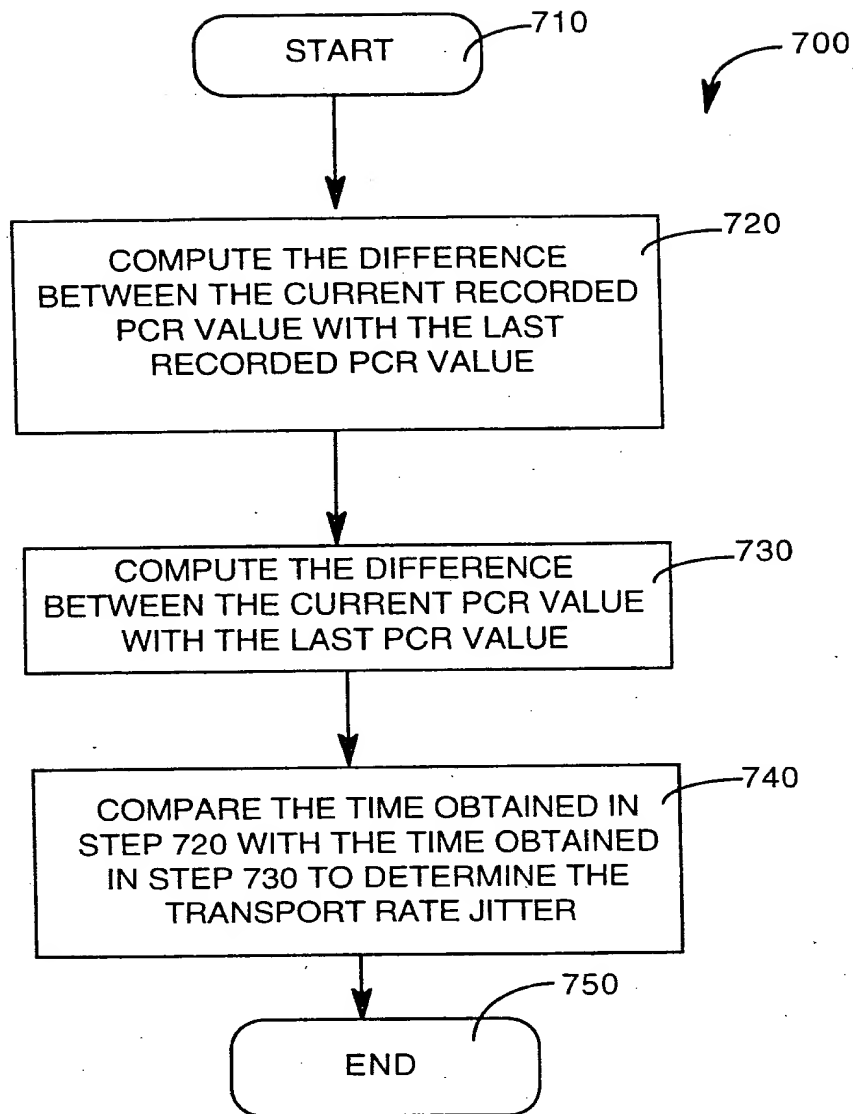 START
710
700
720
COMPUTE THE DIFFERENCE
BETWEEN THE CURRENT RECORDED
PCR VALUE WITH THE LAST
RECORDED PCR VALUE
730
COMPUTE THE DIFFERENCE
BETWEEN THE CURRENT PCR VALUE
WITH THE LAST PCR VALUE
740
COMPARE THE TIME OBTAINED IN
STEP 720 WITH THE TIME OBTAINED
IN STEP 730 TO DETERMINE THE
TRANSPORT RATE JITTER
750
END